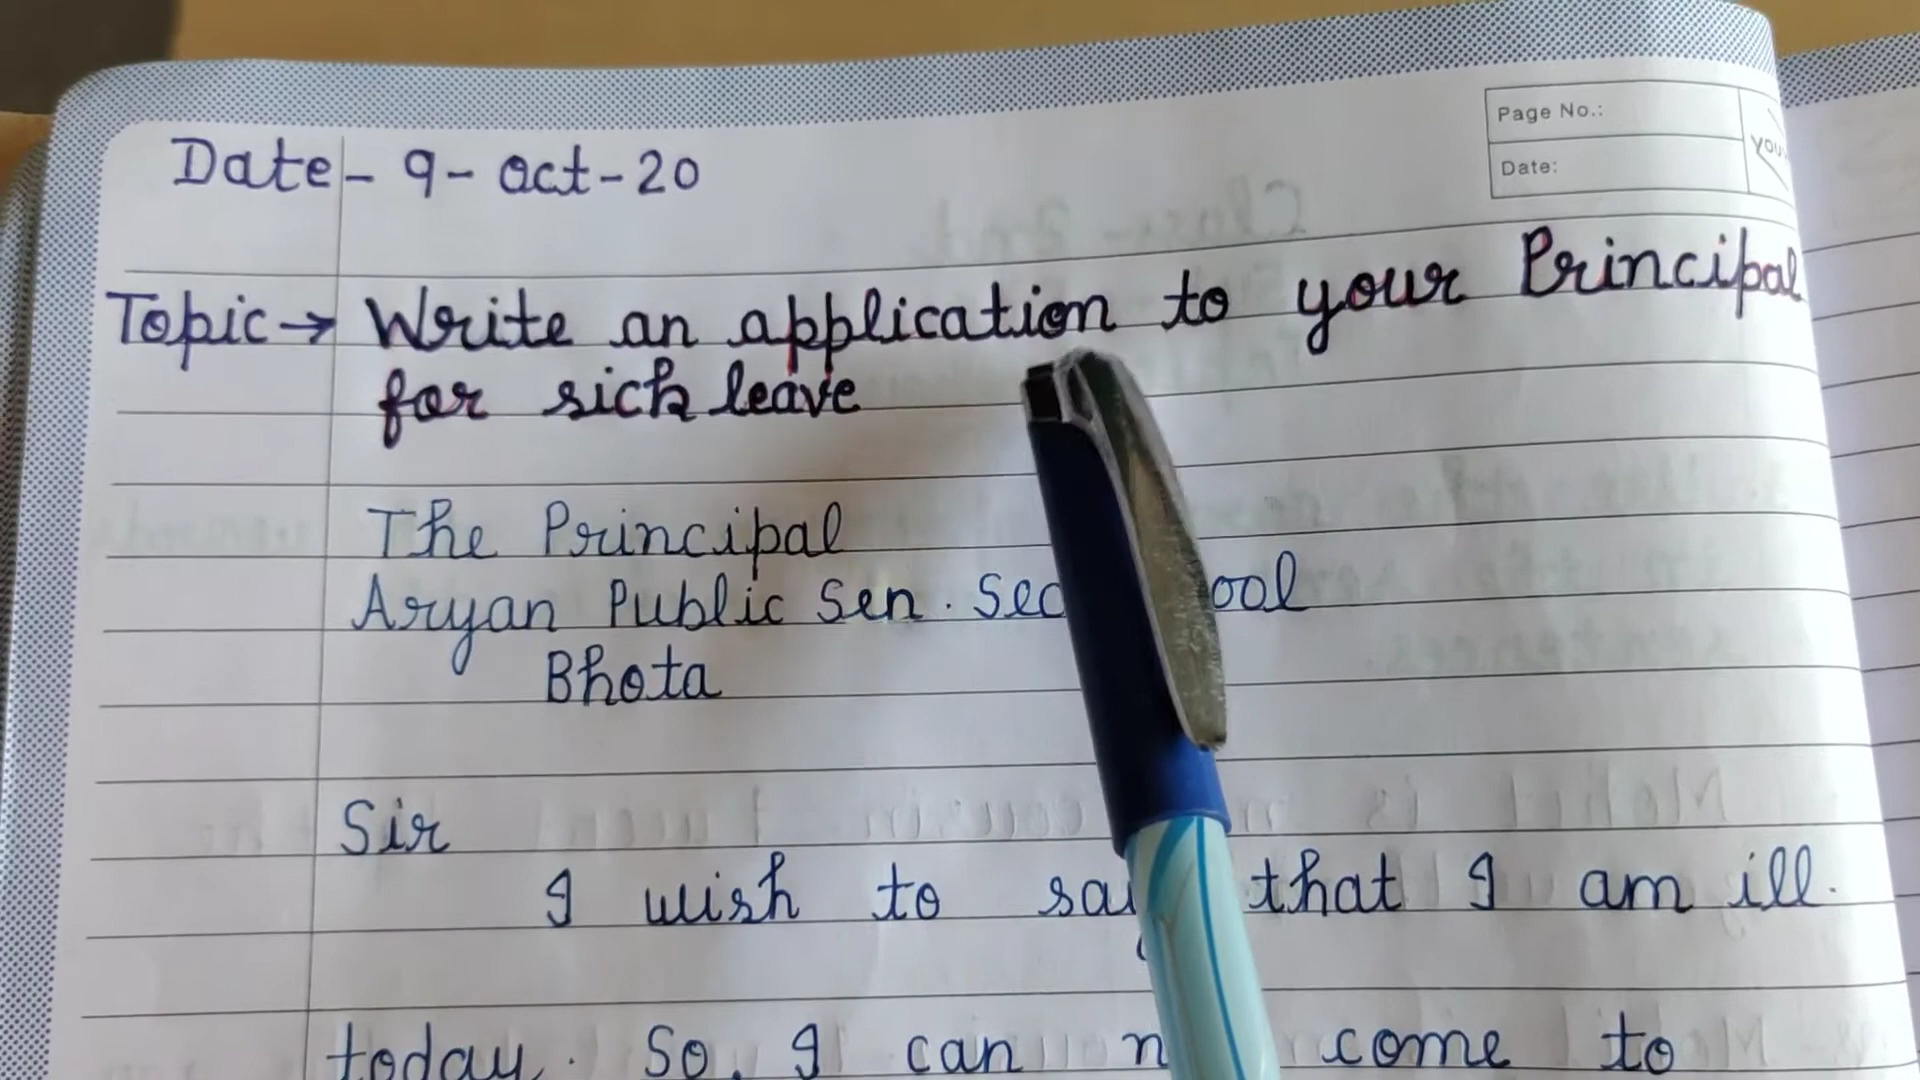 Page No.:
Date:
Date - 9 - Oct - 20
Topic → Write an application to your Principal
for sick leave
The Principal
Aryan Public Sen. Sec
Bhota
Sir
I wish to say that I am ill.
today. So, I can come to